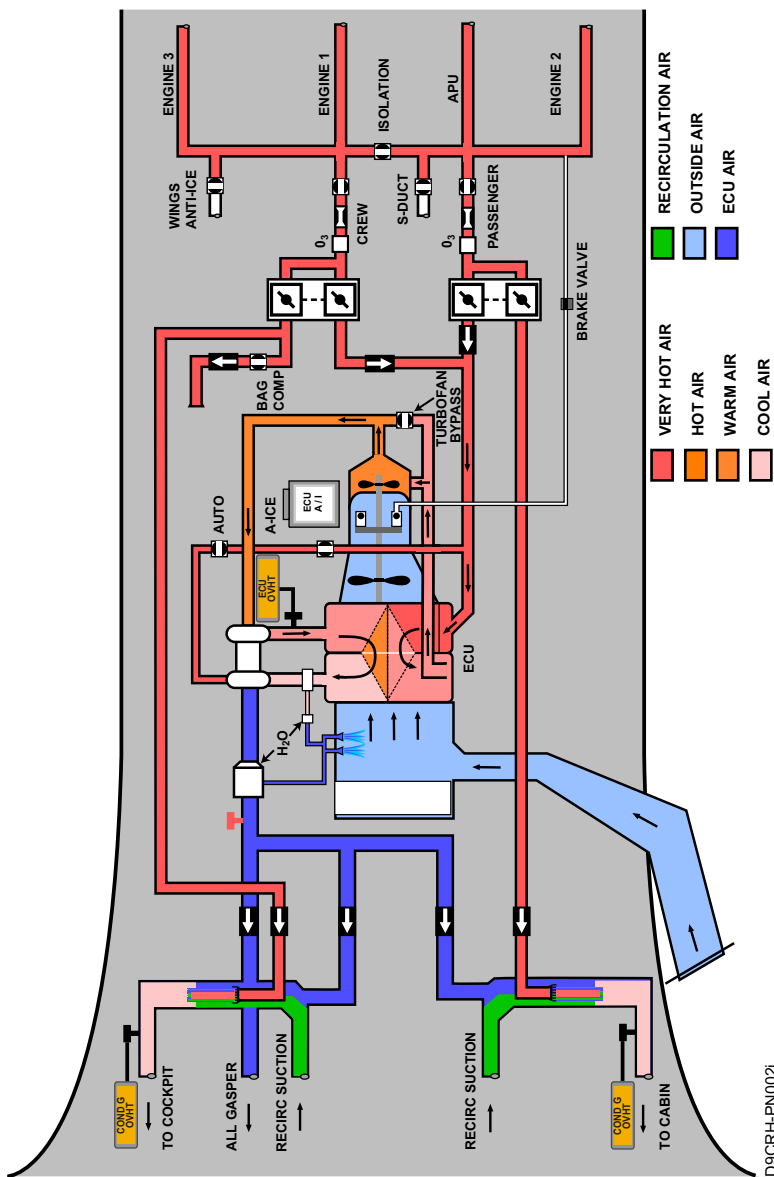 ENGINE 3
ENGINE 1
ISOLATION
APU
ENGINE 2
WINGS
ANTI-ICE
S-DUCT
O3
CREW
O3
PASSENGER
BRAKE VALVE
BAG
COMP
TURBOFAN
BYPASS
AUTO
A-ICE
ECU
A / I
ECU
OVHT
ECU
H2O
COND G
OVHT
TO COCKPIT
ALL GASPER
RECIRC SUCTION
RECIRC SUCTION
COND G
OVHT
TO CABIN
VERY HOT AIR
HOT AIR
WARM AIR
COOL AIR
RECIRCULATION AIR
OUTSIDE AIR
ECU AIR
D9CRH-PN002i